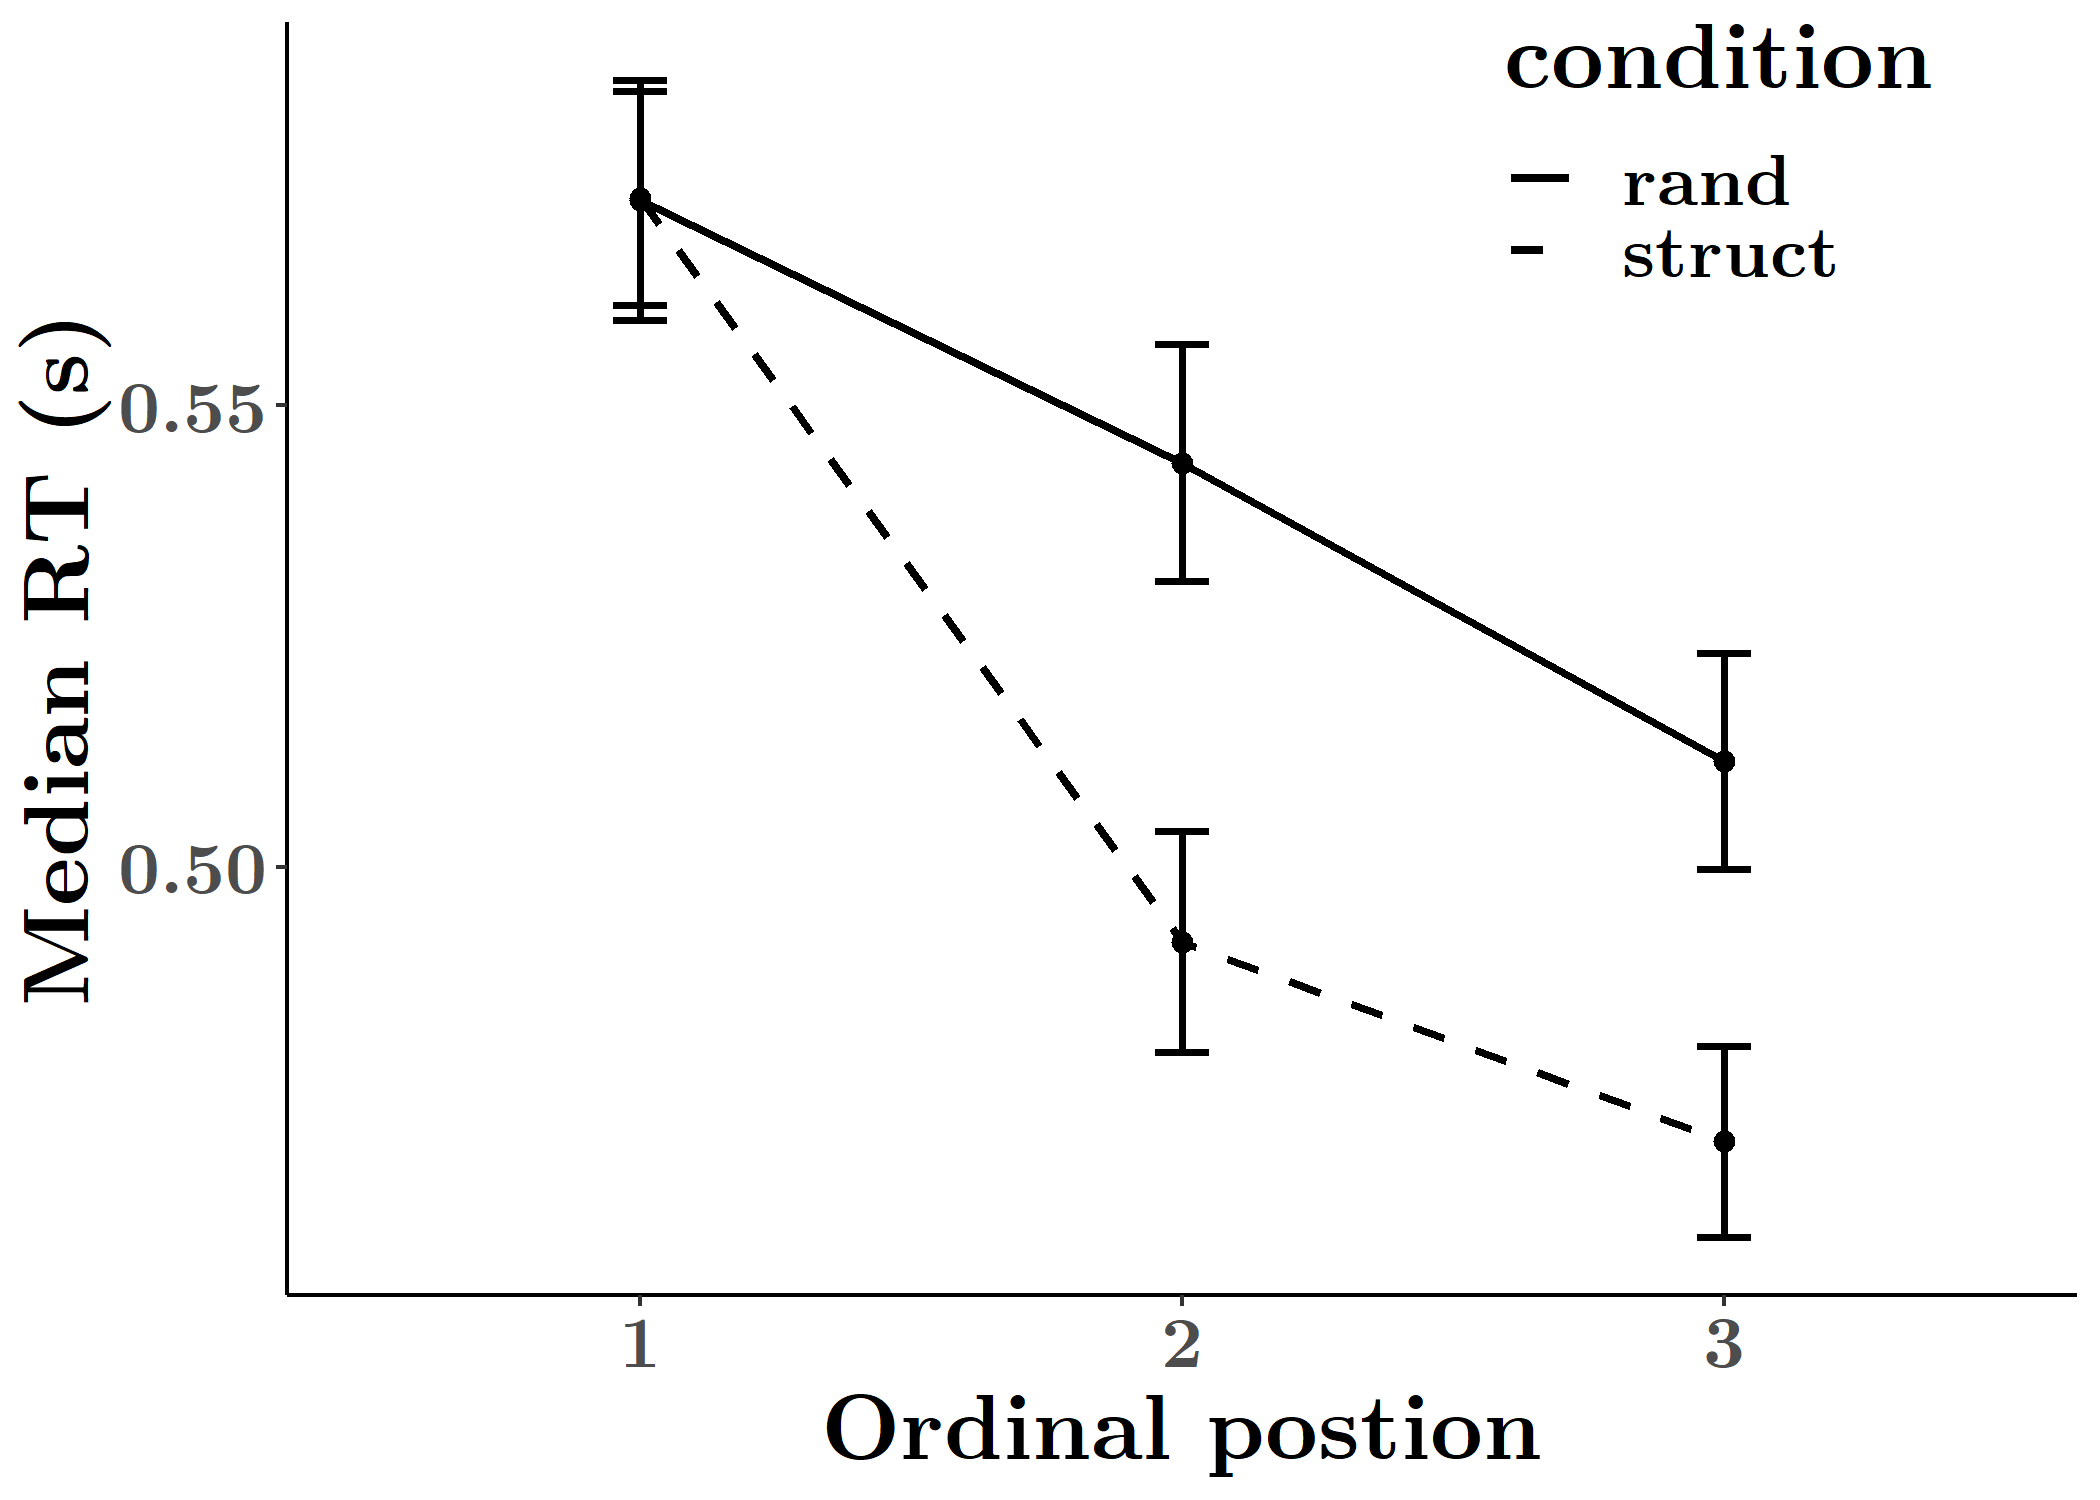 condition
rand
struct
Median RT (s)
0.55
0.50
1 2 3
Ordinal postion